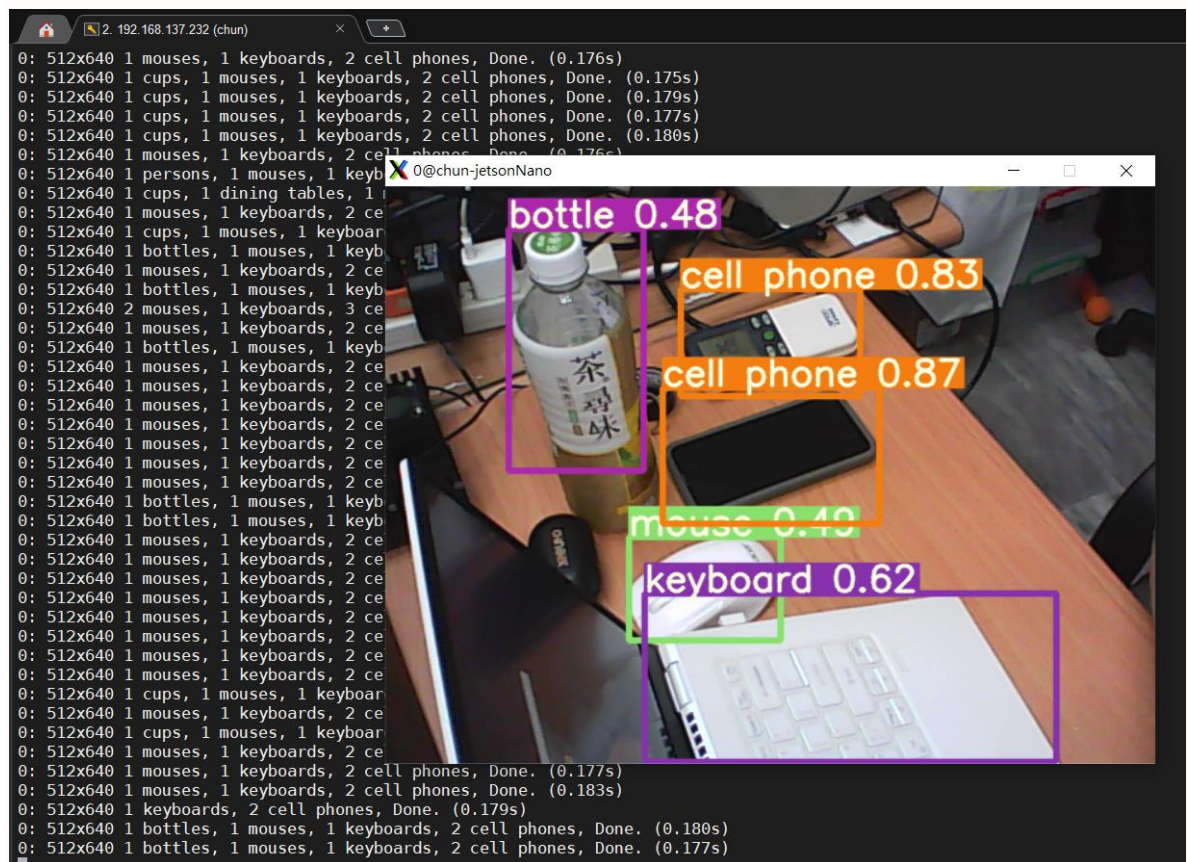 2. 192.168.137.232 (chun)
0: 512x640 1 mouses, 1 keyboards, 2 cell phones, Done. (0.176s)
0: 512x640 1 cups, 1 mouses, 1 keyboards, 2 cell phones, Done. (0.175s)
0: 512x640 1 cups, 1 mouses, 1 keyboards, 2 cell phones, Done. (0.179s)
0: 512x640 1 cups, 1 mouses, 1 keyboards, 2 cell phones, Done. (0.177s)
0: 512x640 1 cups, 1 mouses, 1 keyboards, 2 cell phones, Done. (0.180s)
0: 512x640 1 mouses, 1 keyboards, 2 cell phones, Done. (0.176s)
0: 512x640 1 persons, 1 mouses, 1 keyb
0: 512x640 1 cups, 1 dining tables, 1
0: 512x640 1 mouses, 1 keyboards, 2 ce
0: 512x640 1 cups, 1 mouses, 1 keyboar
0: 512x640 1 bottles, 1 mouses, 1 keyb
0: 512x640 1 mouses, 1 keyboards, 2 ce
0: 512x640 1 bottles, 1 mouses, 1 keyb
0: 512x640 2 mouses, 1 keyboards, 3 ce
0: 512x640 1 mouses, 1 keyboards, 2 ce
0: 512x640 1 bottles, 1 mouses, 1 keyb
0: 512x640 1 mouses, 1 keyboards, 2 ce
0: 512x640 1 mouses, 1 keyboards, 2 ce
0: 512x640 1 mouses, 1 keyboards, 2 ce
0: 512x640 1 mouses, 1 keyboards, 2 ce
0: 512x640 1 mouses, 1 keyboards, 2 ce
0: 512x640 1 mouses, 1 keyboards, 2 ce
0: 512x640 1 mouses, 1 keyboards, 2 ce
0: 512x640 1 bottles, 1 mouses, 1 keyb
0: 512x640 1 bottles, 1 mouses, 1 keyb
0: 512x640 1 mouses, 1 keyboards, 2 ce
0: 512x640 1 mouses, 1 keyboards, 2 ce
0: 512x640 1 mouses, 1 keyboards, 2 ce
0: 512x640 1 mouses, 1 keyboards, 2 ce
0: 512x640 1 mouses, 1 keyboards, 2 ce
0: 512x640 1 mouses, 1 keyboards, 2 ce
0: 512x640 1 mouses, 1 keyboards, 2 ce
0: 512x640 1 cups, 1 mouses, 1 keyboar
0: 512x640 1 mouses, 1 keyboards, 2 ce
0: 512x640 1 cups, 1 mouses, 1 keyboar
0: 512x640 1 mouses, 1 keyboards, 2 ce
0: 512x640 1 mouses, 1 keyboards, 2 cell phones, Done. (0.177s)
0: 512x640 1 mouses, 1 keyboards, 2 cell phones, Done. (0.183s)
0: 512x640 1 keyboards, 2 cell phones, Done. (0.179s)
0: 512x640 1 bottles, 1 mouses, 1 keyboards, 2 cell phones, Done. (0.180s)
0: 512x640 1 bottles, 1 mouses, 1 keyboards, 2 cell phones, Done. (0.177s)
0@chun-jetsonNano
bottle 0.48
cell phone 0.83
cell phone 0.87
mouse 0.49
keyboard 0.62
茶
尋
味